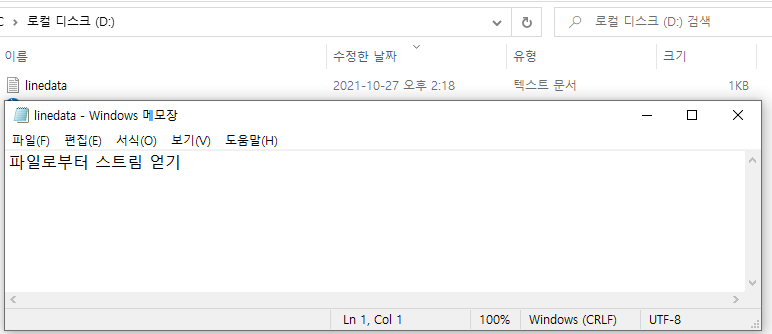 로컬 디스크 (D:)
로컬 디스크 (D:) 검색
이름 수정한 날짜 유형 크기
linedata 2021-10-27 오후 2:18 텍스트 문서 1KB
linedata - Windows 메모장
파일(F) 편집(E) 서식(O) 보기(V) 도움말(H)
파일로부터 스트림 얻기
Ln 1, Col 1 100% Windows (CRLF) UTF-8